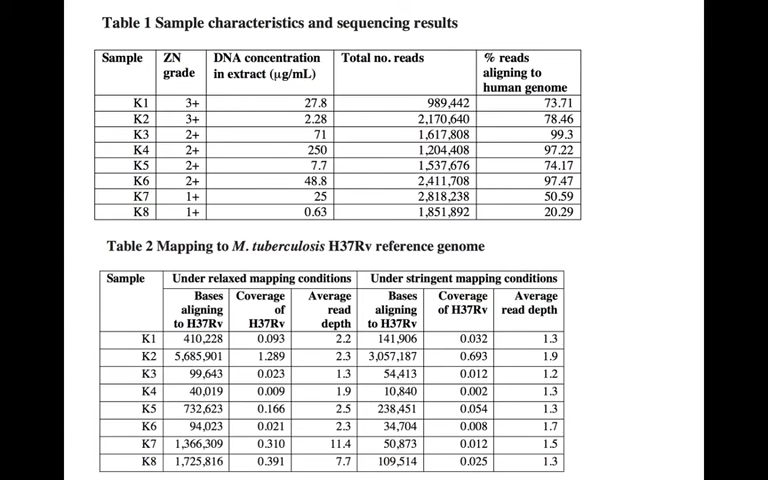 Table 1 Sample characteristics and sequencing results
Sample ZN grade DNA concentration in extract (µg/mL) Total no. reads % reads aligning to human genome
K1 3+ 27.8 989,442 73.71
K2 3+ 2.28 2,170,640 78.46
K3 2+ 71 1,617,808 99.3
K4 2+ 250 1,204,408 97.22
K5 2+ 7.7 1,537,676 74.17
K6 2+ 48.8 2,411,708 97.47
K7 1+ 25 2,818,238 50.59
K8 1+ 0.63 1,851,892 20.29
Table 2 Mapping to M. tuberculosis H37Rv reference genome
Sample Under relaxed mapping conditions Under stringent mapping conditions
Bases aligning to H37Rv Coverage of H37Rv Average read depth Bases aligning to H37Rv Coverage of H37Rv Average read depth
K1 410,228 0.093 2.2 141,906 0.032 1.3
K2 5,685,901 1.289 2.3 3,057,187 0.693 1.9
K3 99,643 0.023 1.3 54,413 0.012 1.2
K4 40,019 0.009 1.9 10,840 0.002 1.3
K5 732,623 0.166 2.5 238,451 0.054 1.3
K6 94,023 0.021 2.3 34,704 0.008 1.7
K7 1,366,309 0.310 11.4 50,873 0.012 1.5
K8 1,725,816 0.391 7.7 109,514 0.025 1.3